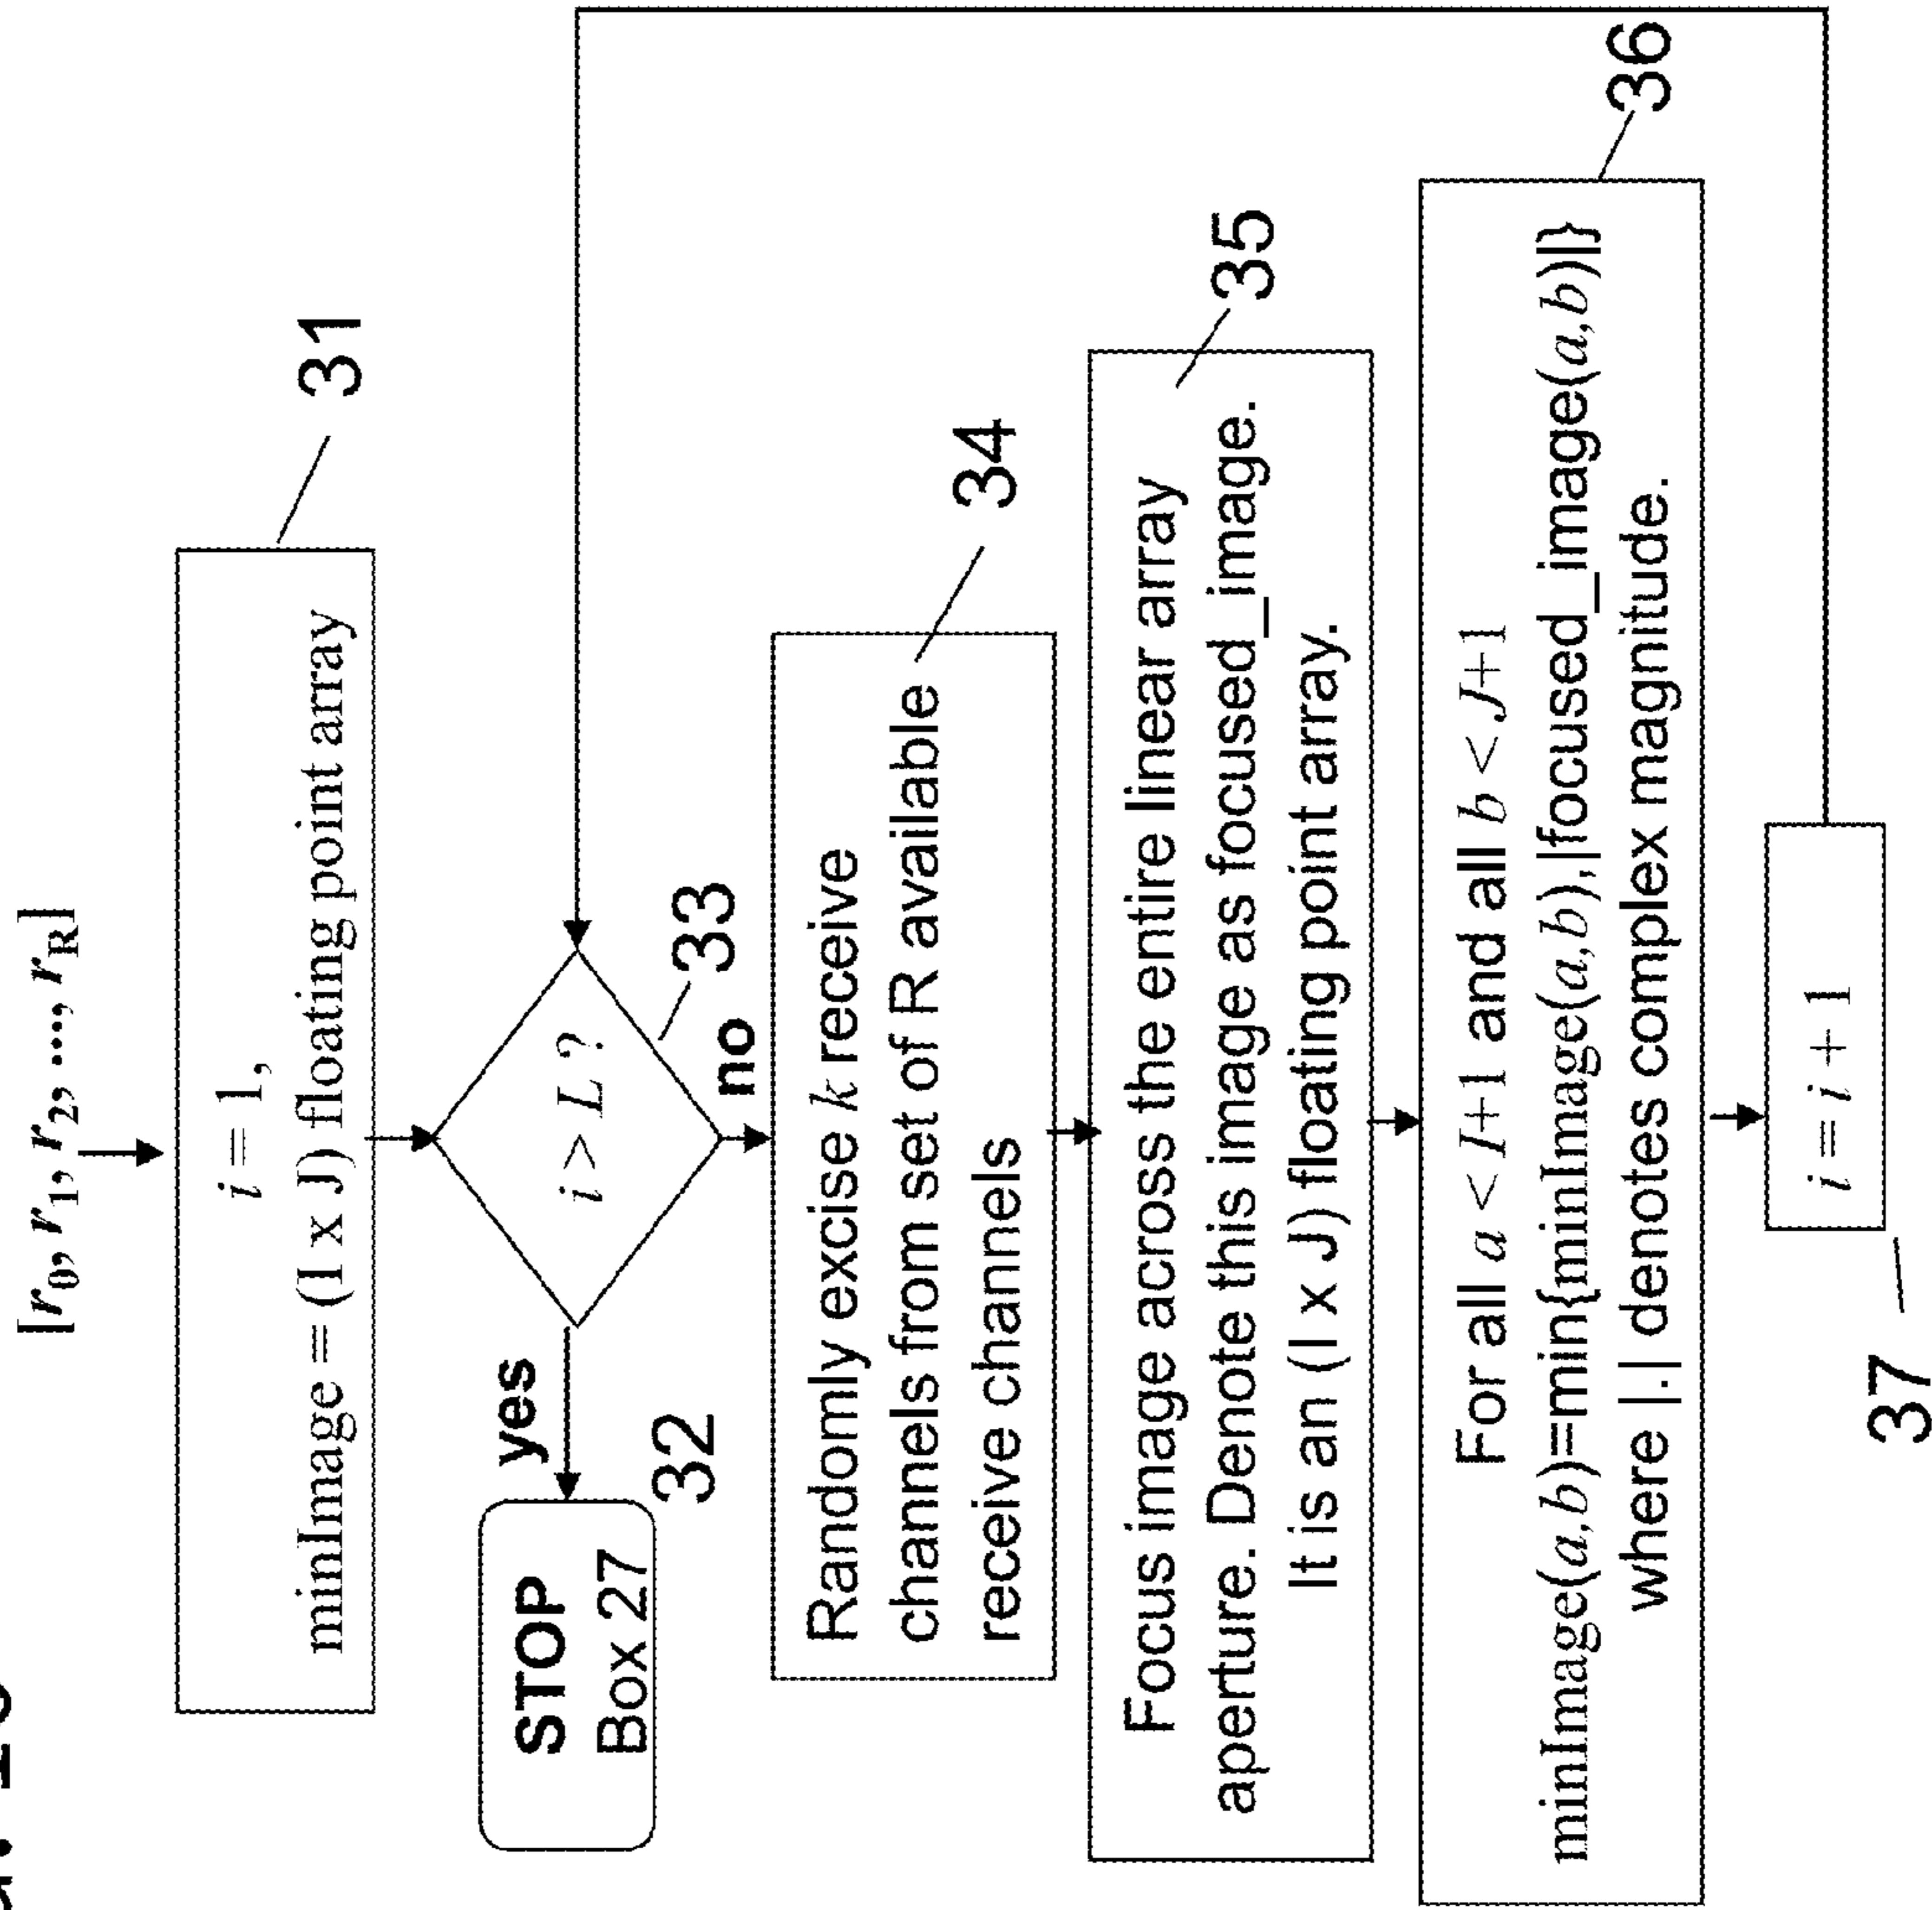 [r₀, r₁, r₂, ..., r_R]
i = 1,
minImage = (I x J) floating point array
31
i > L ?
33
yes
no
STOP
Box 27
32
Randomly excise k receive
channels from set of R available
receive channels
34
Focus image across the entire linear array
aperture. Denote this image as focused_image.
It is an (I x J) floating point array.
35
For all a < I+1 and all b < J+1
minImage(a,b)=min{minImage(a,b),|focused_image(a,b)|}
where |.| denotes complex magnitude.
36
i = i + 1
37